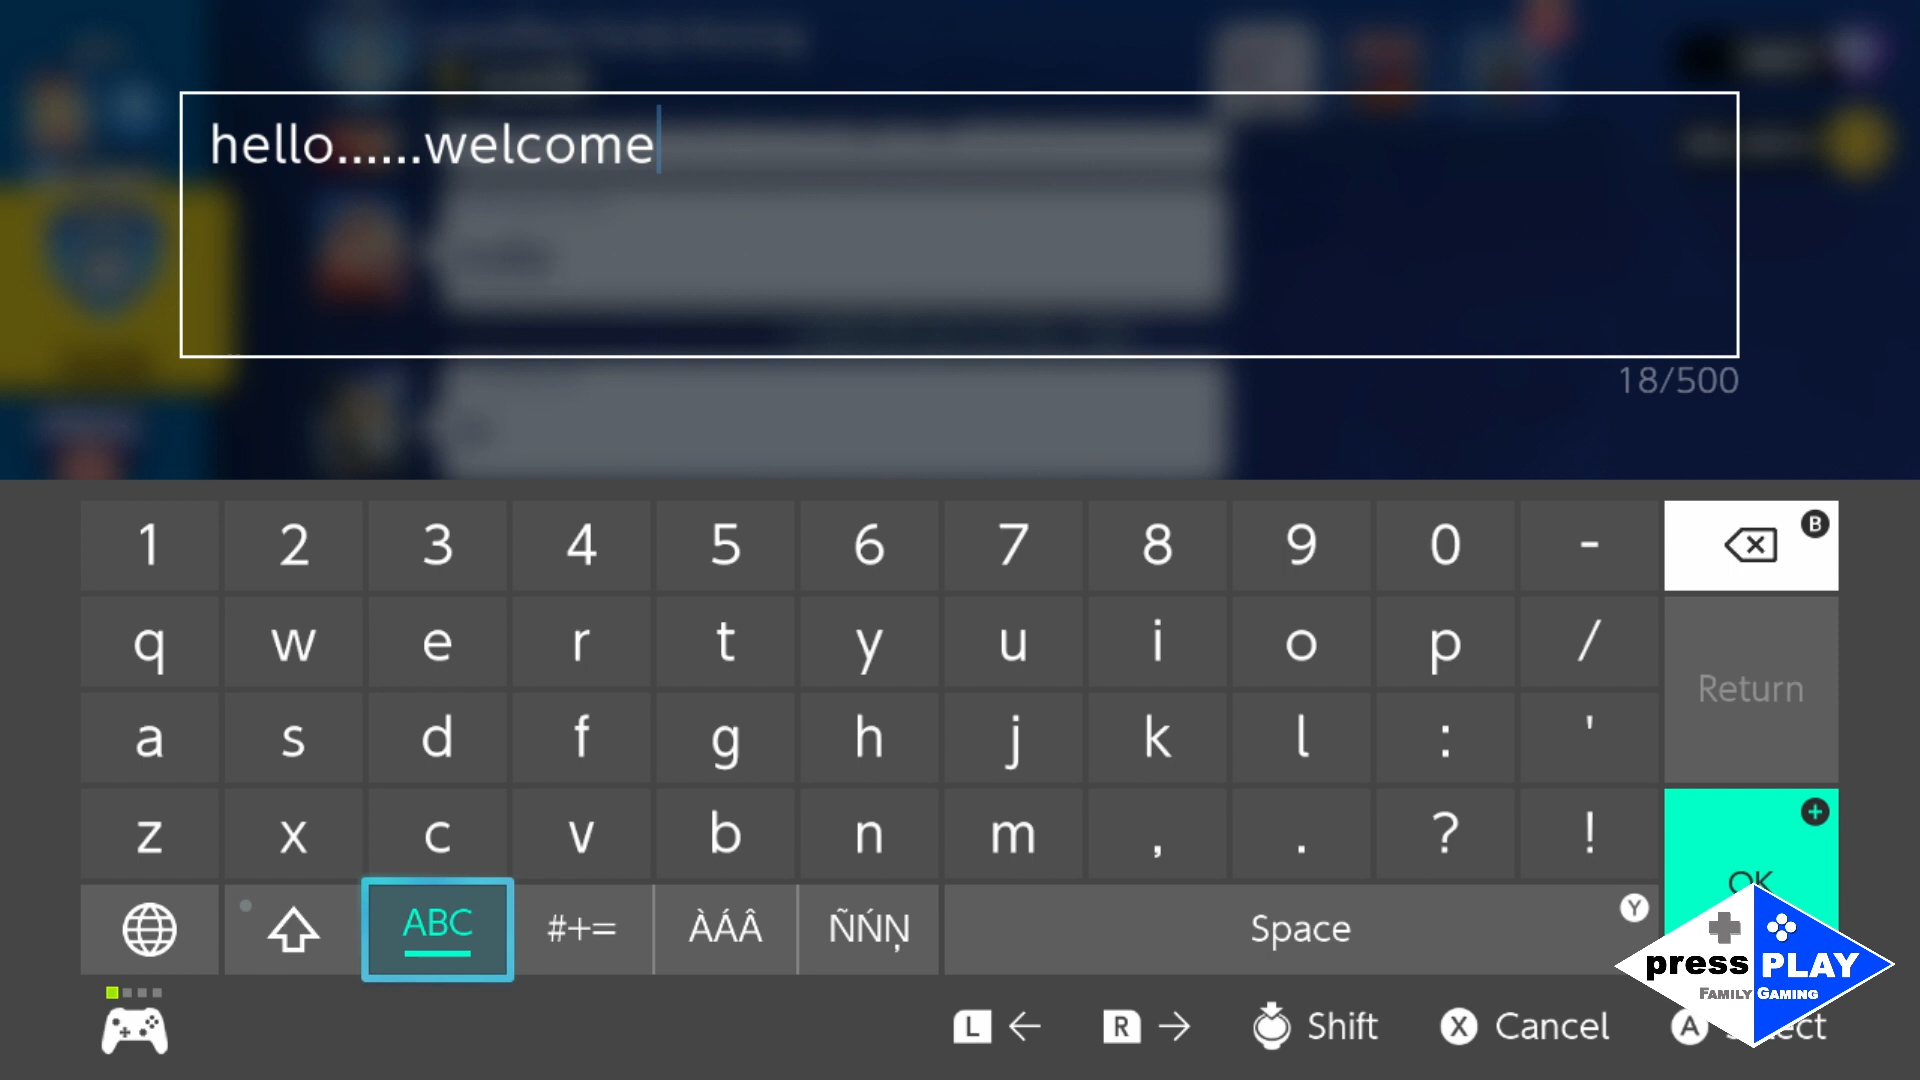 hello......welcome
18/500
1 2 3 4 5 6 7 8 9 0 - B
q w e r t y u i o p / Return
a s d f g h j k l : '
z x c v b n m , . ? ! + OK
ABC #+= ÀÁÂ ÑŃŅ Space Y
press PLAY
FAMILY GAMING
L ← R → Shift X Cancel A